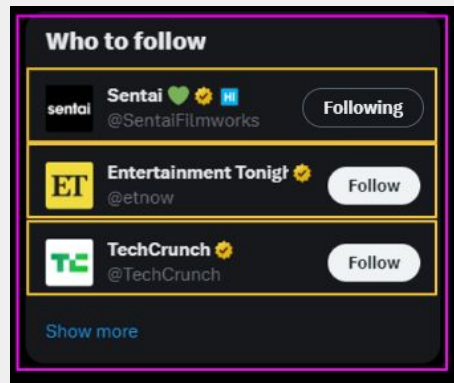 Who to follow
sentai
Sentai 💚 HI
@SentaiFilmworks
Following
ET
Entertainment Tonigh
@etnow
Follow
TC
TechCrunch
@TechCrunch
Follow
Show more